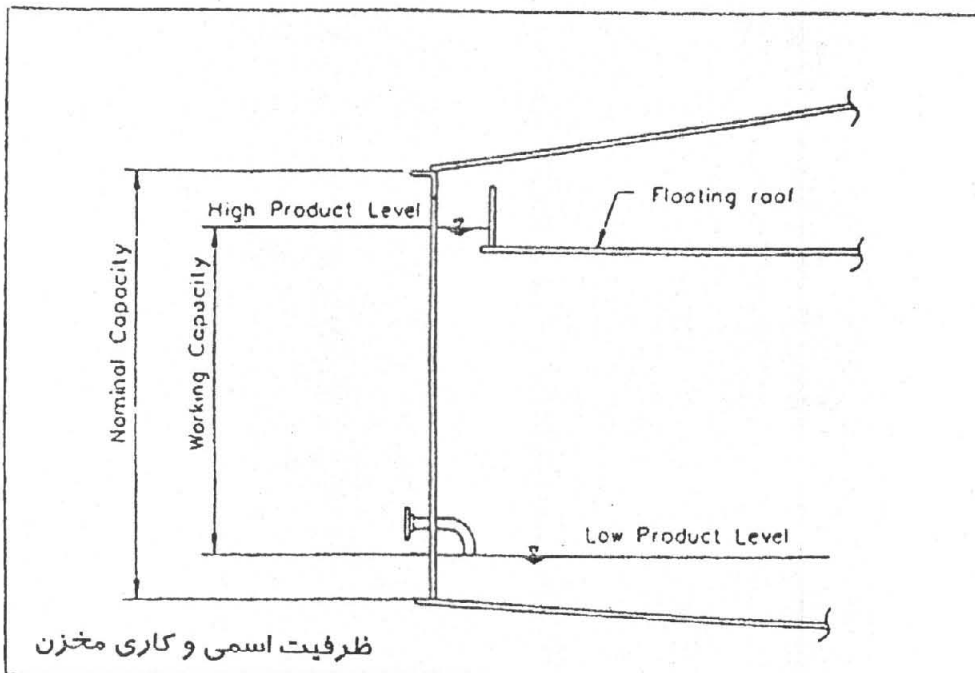 High Product Level
Floating roof
Nominal Capacity
Working Capacity
Low Product Level
ظرفیت اسمی و کاری مخزن